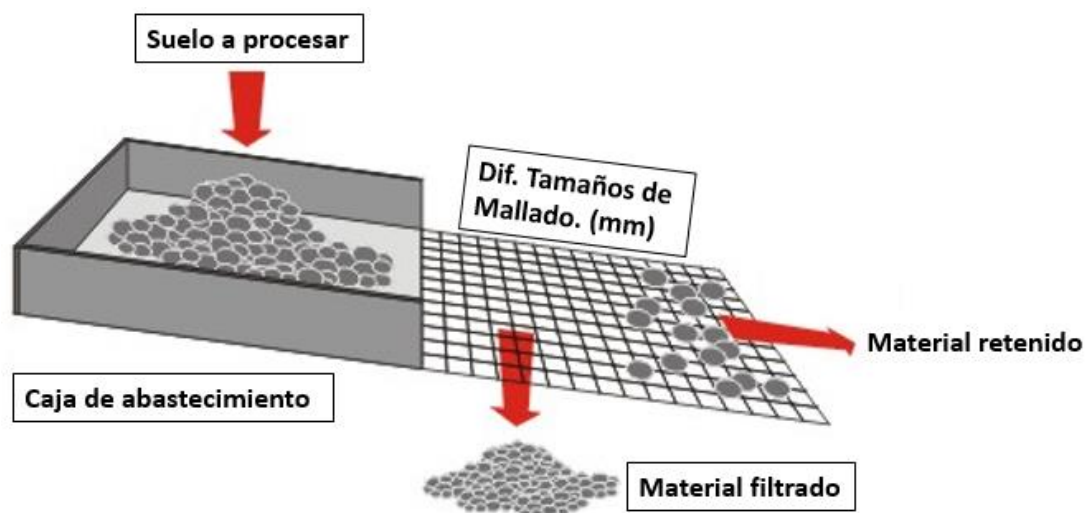 Suelo a procesar
Dif. Tamaños de
Mallado. (mm)
Material retenido
Caja de abastecimiento
Material filtrado